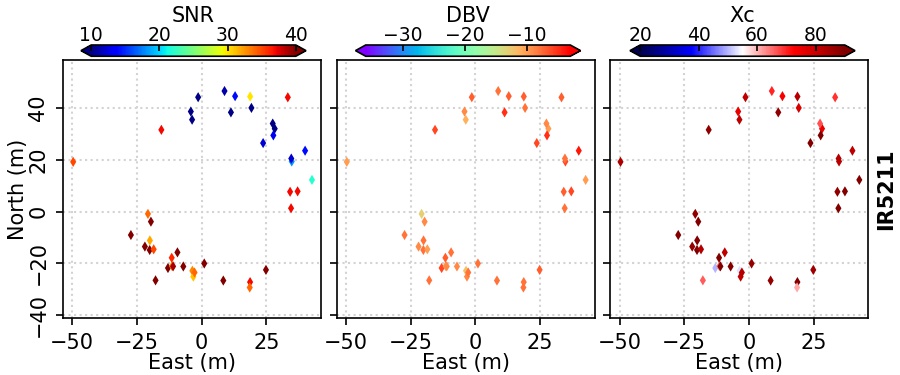 SNR DBV Xc
10 20 30 40 −30 −20 −10 20 40 60 80
40
20
0
−20
−40
North (m)
IR5211
−50 −25 0 25 −50 −25 0 25 −50 −25 0 25
East (m) East (m) East (m)